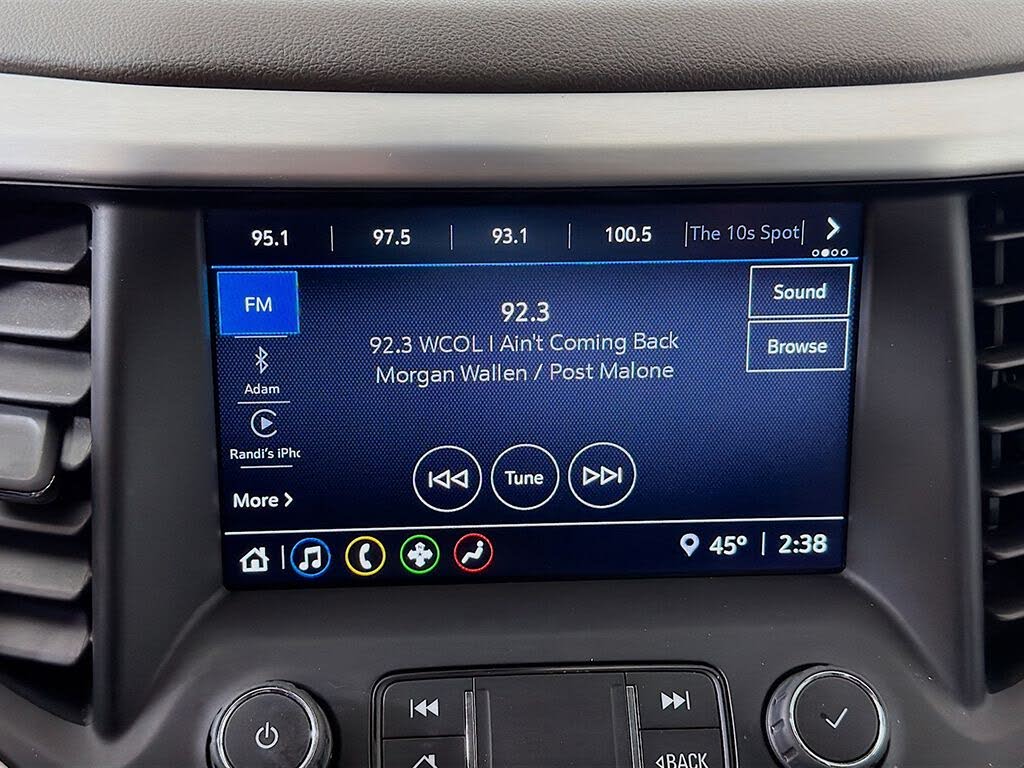 95.1 | 97.5 | 93.1 | 100.5 | The 10s Spot
FM
92.3
Sound
92.3 WCOL I Ain't Coming Back
Browse
Morgan Wallen / Post Malone
Adam
Randi's iPho
Tune
More
45° | 2:38
BACK